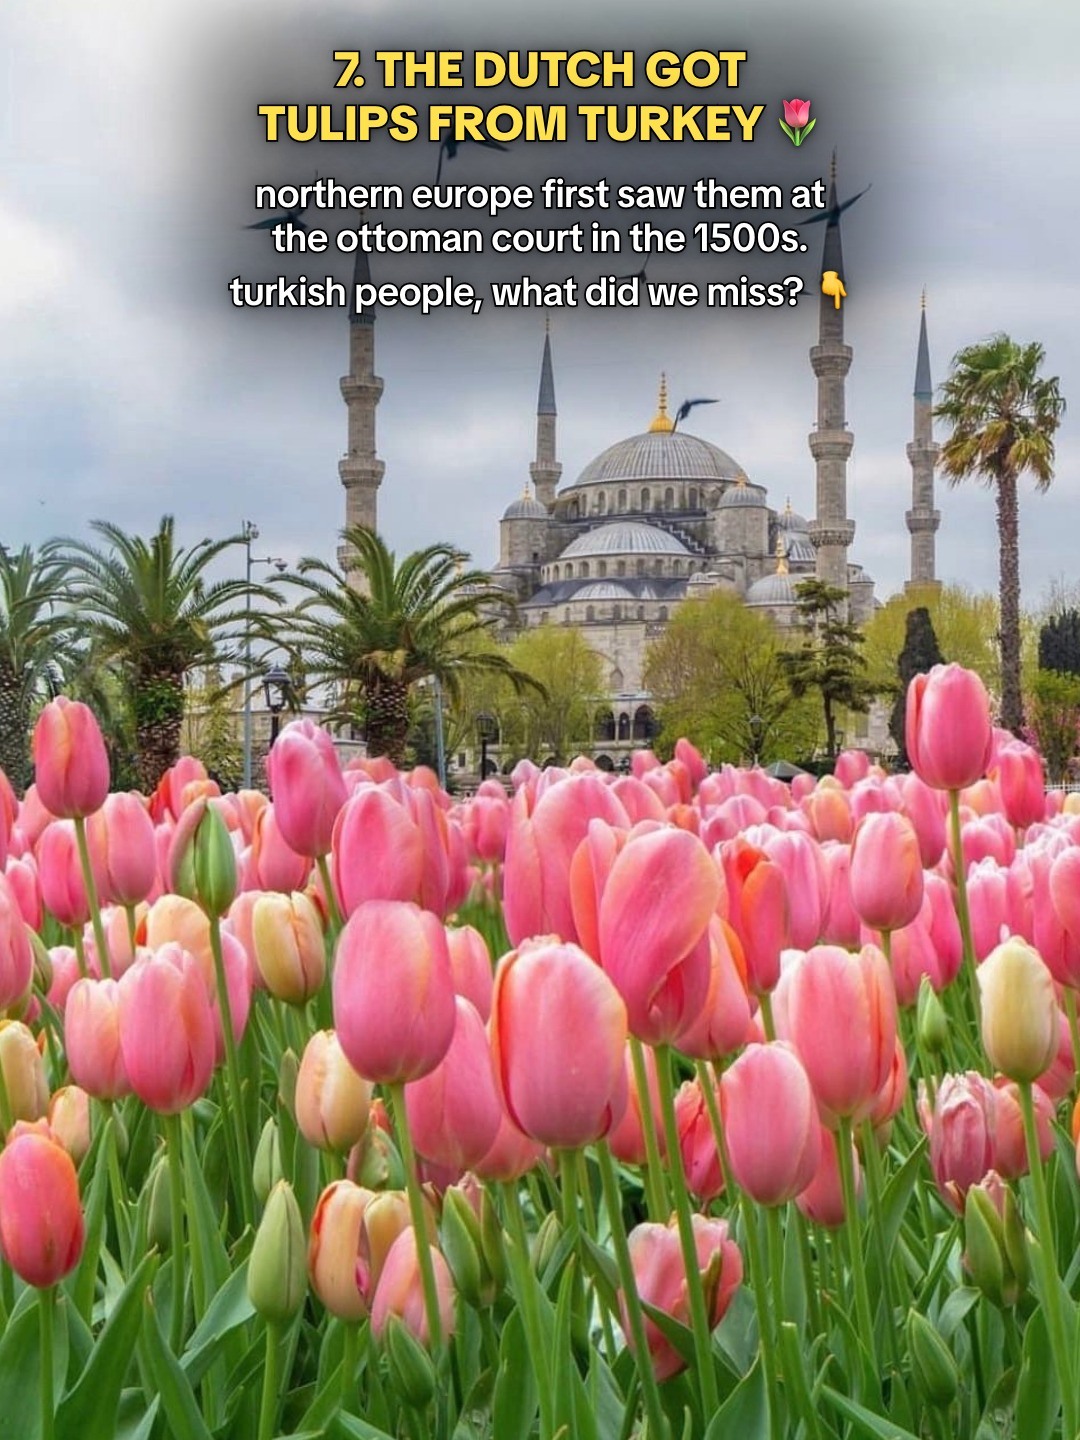 7. THE DUTCH GOT
TULIPS FROM TURKEY 🌷
northern europe first saw them at
the ottoman court in the 1500s.
turkish people, what did we miss? 👇